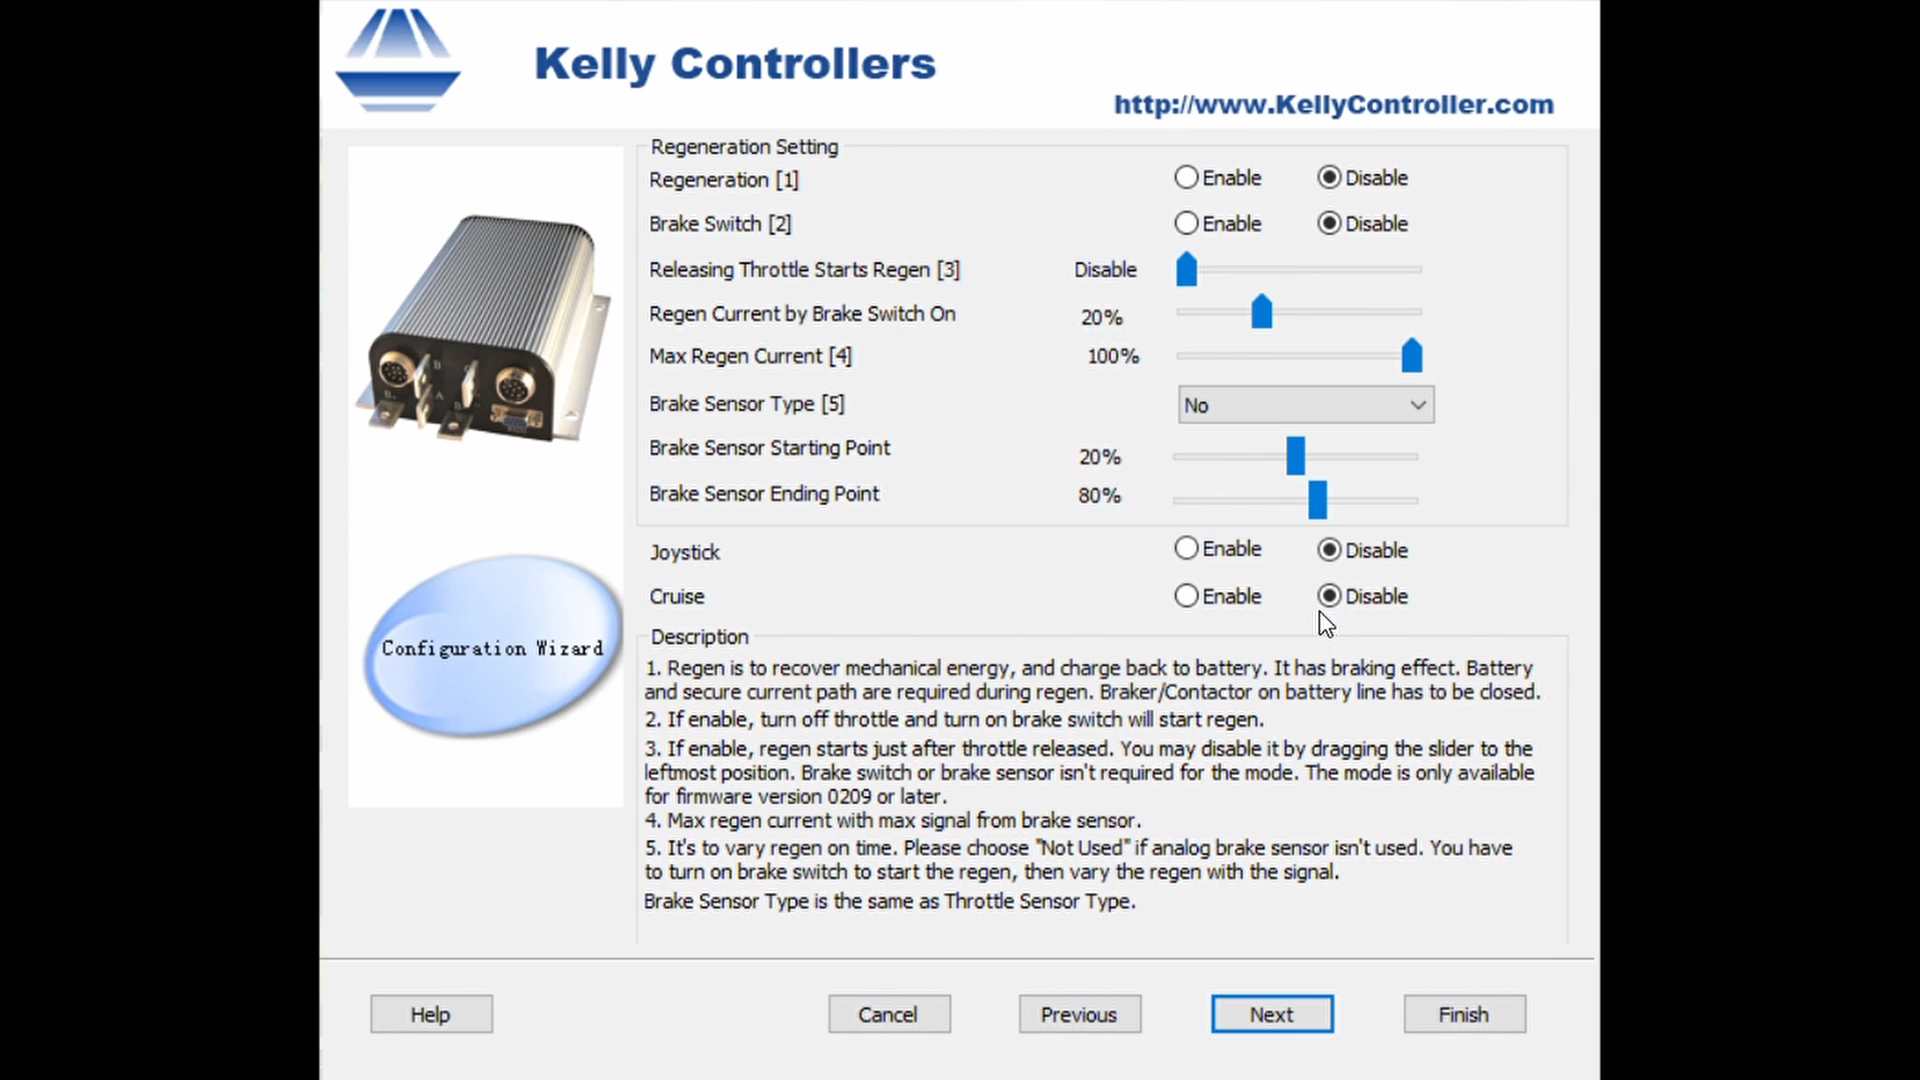 Kelly Controllers
http://www.KellyController.com
Regeneration Setting
Regeneration [1]
Enable
Disable
Brake Switch [2]
Enable
Disable
Releasing Throttle Starts Regen [3]
Disable
Regen Current by Brake Switch On
20%
Max Regen Current [4]
100%
Brake Sensor Type [5]
No
Brake Sensor Starting Point
20%
Brake Sensor Ending Point
80%
Joystick
Enable
Disable
Cruise
Enable
Disable
Configuration Wizard
Description
1. Regen is to recover mechanical energy, and charge back to battery. It has braking effect. Battery
and secure current path are required during regen. Braker/Contactor on battery line has to be closed.
2. If enable, turn off throttle and turn on brake switch will start regen.
3. If enable, regen starts just after throttle released. You may disable it by dragging the slider to the
leftmost position. Brake switch or brake sensor isn't required for the mode. The mode is only available
for firmware version 0209 or later.
4. Max regen current with max signal from brake sensor.
5. It's to vary regen on time. Please choose "Not Used" if analog brake sensor isn't used. You have
to turn on brake switch to start the regen, then vary the regen with the signal.
Brake Sensor Type is the same as Throttle Sensor Type.
Help
Cancel
Previous
Next
Finish